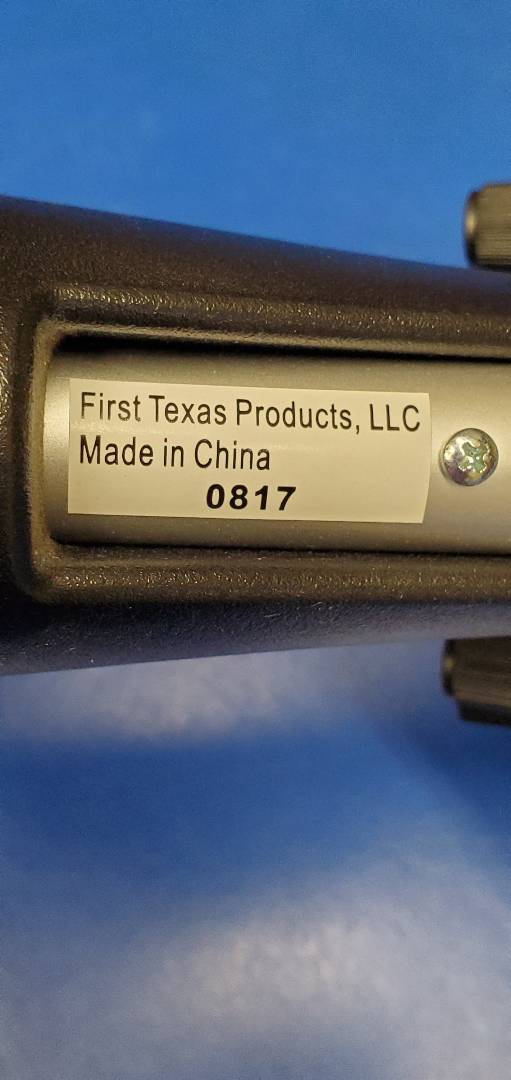 First Texas Products, LLC
Made in China
0817